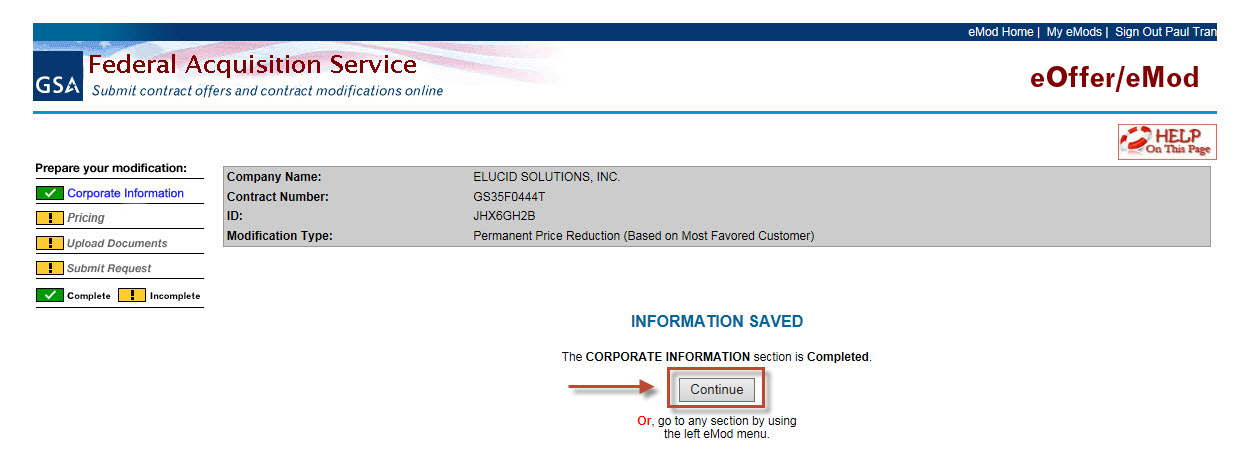 eMod Home | My eMods | Sign Out Paul Tran
GSA
Federal Acquisition Service
Submit contract offers and contract modifications online
eOffer/eMod
HELP
On This Page
Prepare your modification:
Corporate Information
! Pricing
! Upload Documents
! Submit Request
Complete ! Incomplete
Company Name: ELUCID SOLUTIONS, INC.
Contract Number: GS35F0444T
ID: JHX6GH2B
Modification Type: Permanent Price Reduction (Based on Most Favored Customer)
INFORMATION SAVED
The CORPORATE INFORMATION section is Completed.
Continue
Or, go to any section by using
the left eMod menu.